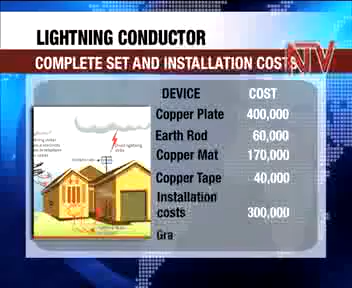 LIGHTNING CONDUCTOR
NTV
COMPLETE SET AND INSTALLATION COSTS
DEVICE COST
Copper Plate 400,000
Earth Rod 60,000
Copper Mat 170,000
Copper Tape 40,000
Installation
costs 300,000
Gra